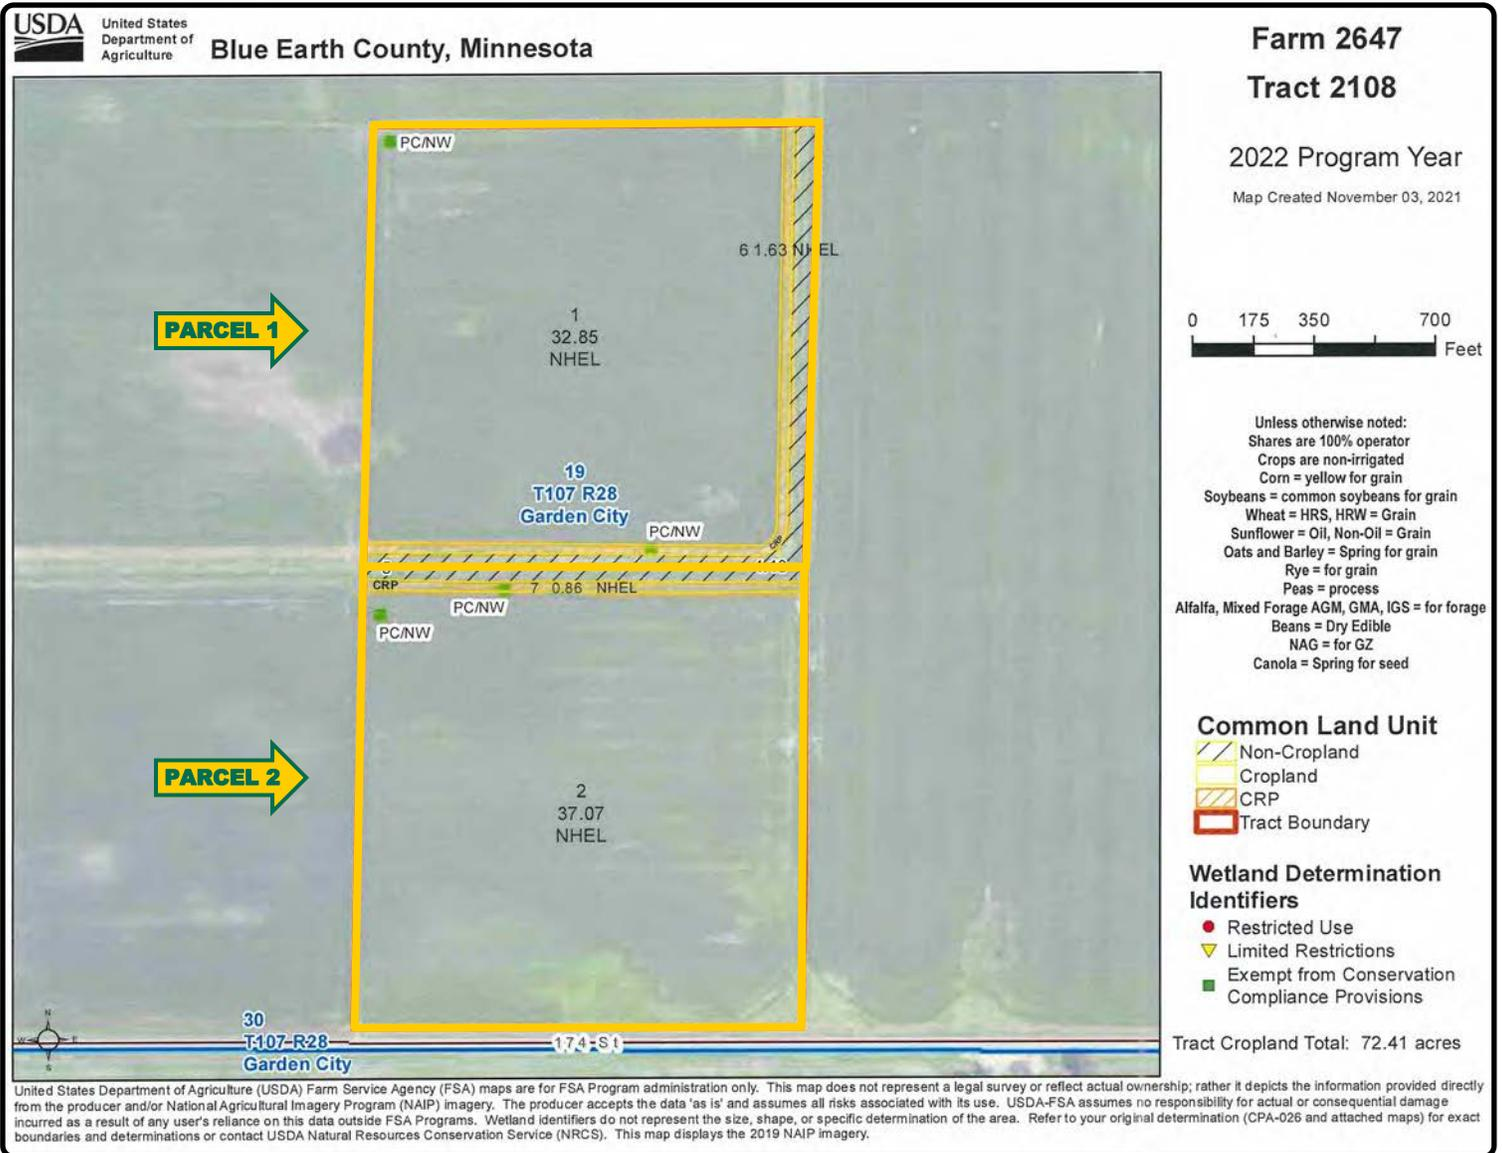 USDA
United States
Department of
Agriculture
Blue Earth County, Minnesota
Farm 2647
Tract 2108
2022 Program Year
Map Created November 03, 2021
PC/NW
6 1.63 NHEL
PARCEL 1
1
32.85
NHEL
0 175 350 700
Feet
19
T107 R28
Garden City
PC/NW
CRP
CRP
7 0.86 NHEL
PC/NW
PC/NW
PARCEL 2
2
37.07
NHEL
Unless otherwise noted:
Shares are 100% operator
Crops are non-irrigated
Corn = yellow for grain
Soybeans = common soybeans for grain
Wheat = HRS, HRW = Grain
Sunflower = Oil, Non-Oil = Grain
Oats and Barley = Spring for grain
Rye = for grain
Peas = process
Alfalfa, Mixed Forage AGM, GMA, IGS = for forage
Beans = Dry Edible
NAG = for GZ
Canola = Spring for seed
Common Land Unit
Non-Cropland
Cropland
CRP
Tract Boundary
Wetland Determination
Identifiers
Restricted Use
Limited Restrictions
Exempt from Conservation
Compliance Provisions
Tract Cropland Total: 72.41 acres
N
W E
S
30
T107 R28
Garden City
174 St
United States Department of Agriculture (USDA) Farm Service Agency (FSA) maps are for FSA Program administration only. This map does not represent a legal survey or reflect actual ownership; rather it depicts the information provided directly
from the producer and/or National Agricultural Imagery Program (NAIP) imagery. The producer accepts the data 'as is' and assumes all risks associated with its use. USDA-FSA assumes no responsibility for actual or consequential damage
incurred as a result of any user's reliance on this data outside FSA Programs. Wetland identifiers do not represent the size, shape, or specific determination of the area. Refer to your original determination (CPA-026 and attached maps) for exact
boundaries and determinations or contact USDA Natural Resources Conservation Service (NRCS). This map displays the 2019 NAIP imagery.